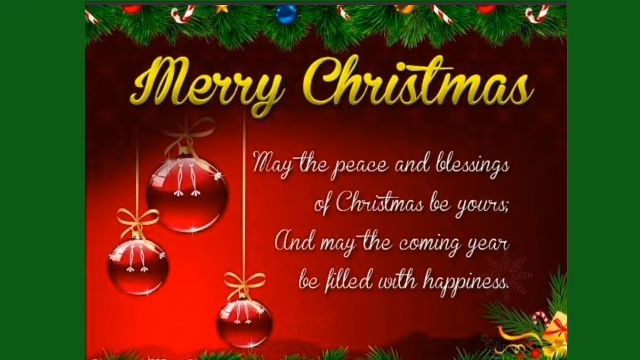 Merry Christmas
May the peace and blessings
of Christmas be yours;
And may the coming year
be filled with happiness.